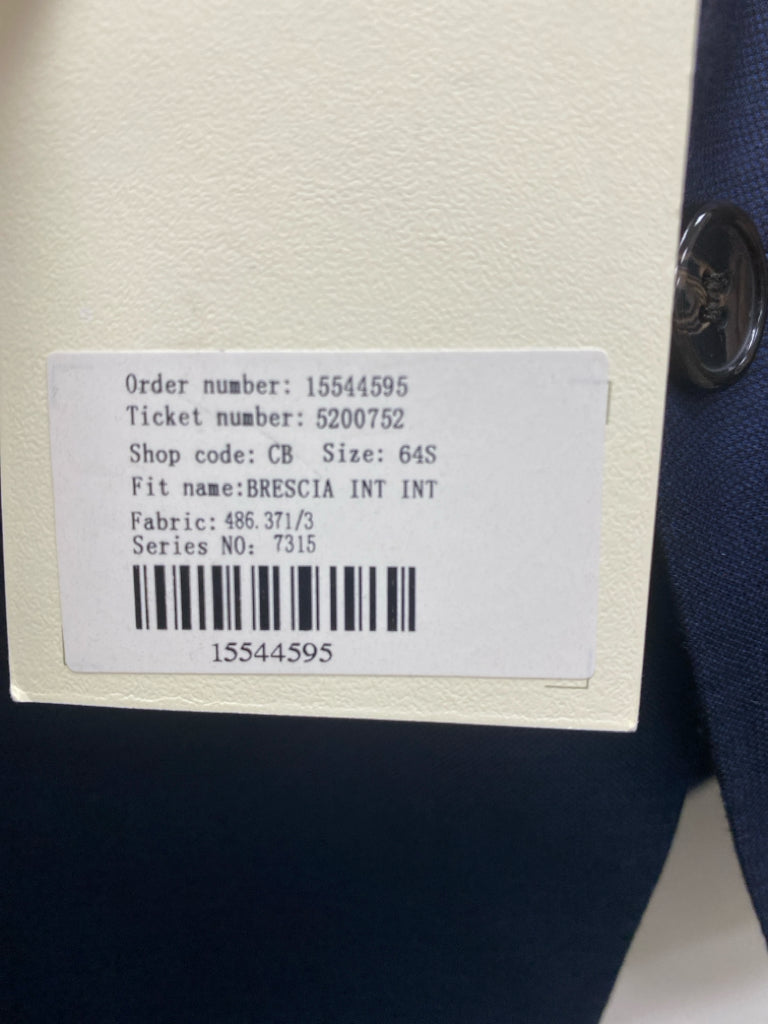 Order number: 15544595
Ticket number: 5200752
Shop code: CB Size: 64S
Fit name:BRESCIA INT INT
Fabric: 486.371/3
Series NO: 7315
15544595